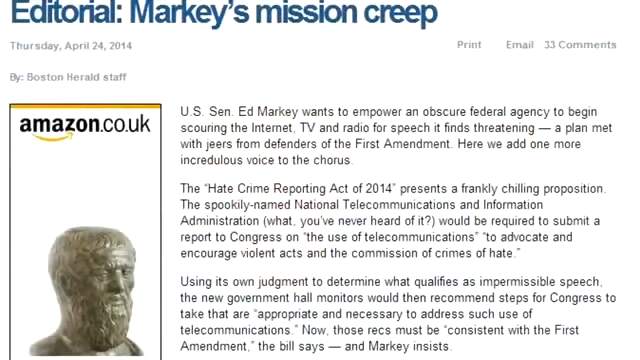 Editorial: Markey's mission creep
Thursday, April 24, 2014
Print Email 33 Comments
By: Boston Herald staff
amazon.co.uk
U.S. Sen. Ed Markey wants to empower an obscure federal agency to begin
scouring the Internet, TV and radio for speech it finds threatening — a plan met
with jeers from defenders of the First Amendment. Here we add one more
incredulous voice to the chorus.
The “Hate Crime Reporting Act of 2014” presents a frankly chilling proposition.
The spookily-named National Telecommunications and Information
Administration (what, you've never heard of it?) would be required to submit a
report to Congress on “the use of telecommunications” “to advocate and
encourage violent acts and the commission of crimes of hate.”
Using its own judgment to determine what qualifies as impermissible speech,
the new government hall monitors would then recommend steps for Congress to
take that are “appropriate and necessary to address such use of
telecommunications.” Now, those recs must be “consistent with the First
Amendment,” the bill says — and Markey insists.